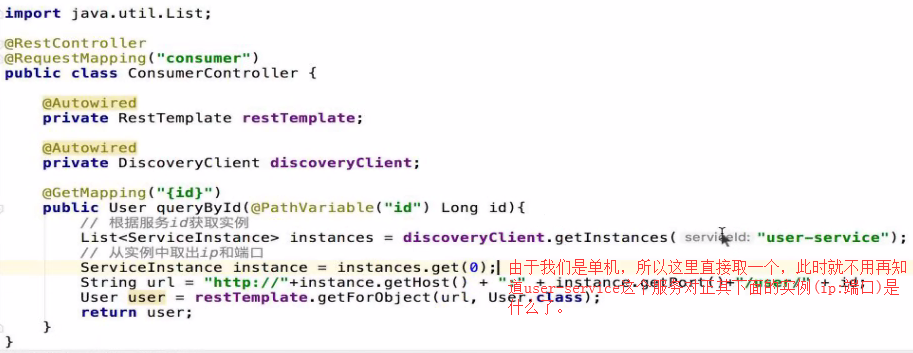 import java.util.List;
@RestController
@RequestMapping("consumer")
public class ConsumerController {
@Autowired
private RestTemplate restTemplate;
@Autowired
private DiscoveryClient discoveryClient;
@GetMapping("{id}")
public User queryById(@PathVariable("id") Long id){
// 根据服务id获取实例
List<ServiceInstance> instances = discoveryClient.getInstances( serviceId: "user-service");
// 从实例中取出ip和端口
ServiceInstance instance = instances.get(0);
由于我们是单机，所以这里直接取一个，此时就不用再知
String url = "http://"+instance.getHost() + ":" + instance.getPort()+"/user/" + id;
道user-service这个服务对止其下面的实例(ip:端口)是
User user = restTemplate.getForObject(url, User.class);
什么了。
return user;
}
}